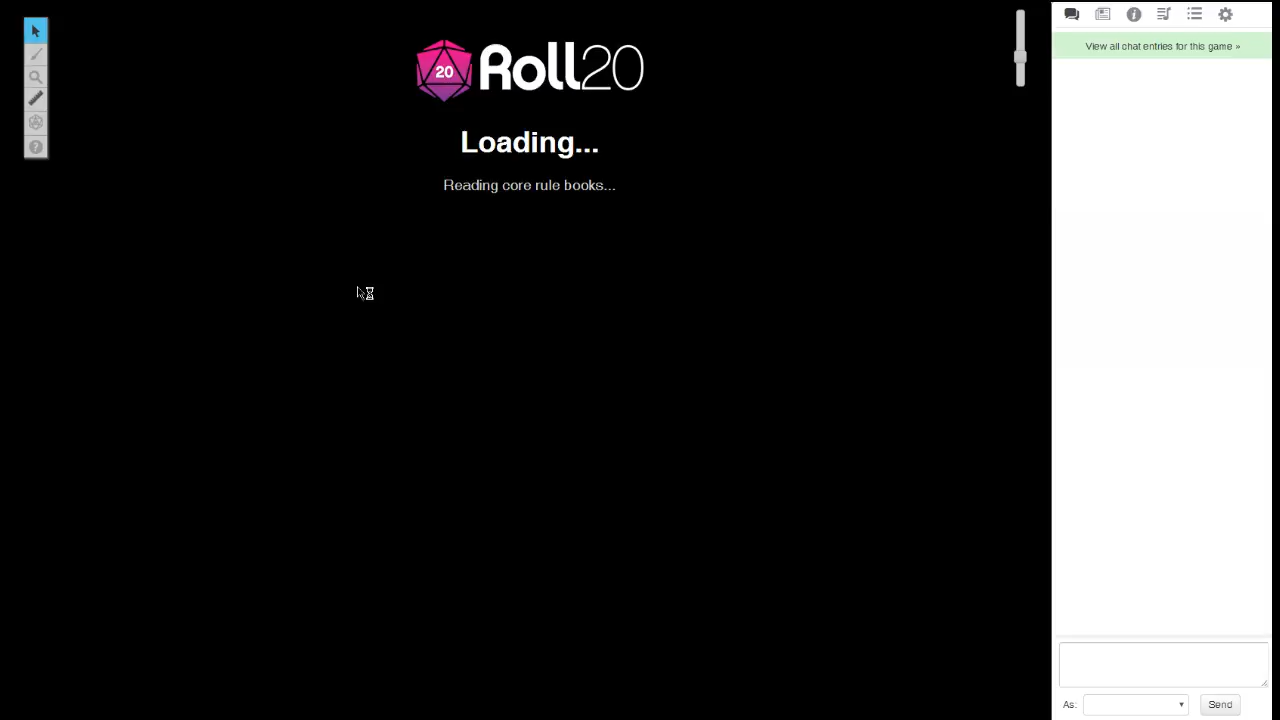 20 Roll20
Loading...
Reading core rule books...
View all chat entries for this game »
As:
Send